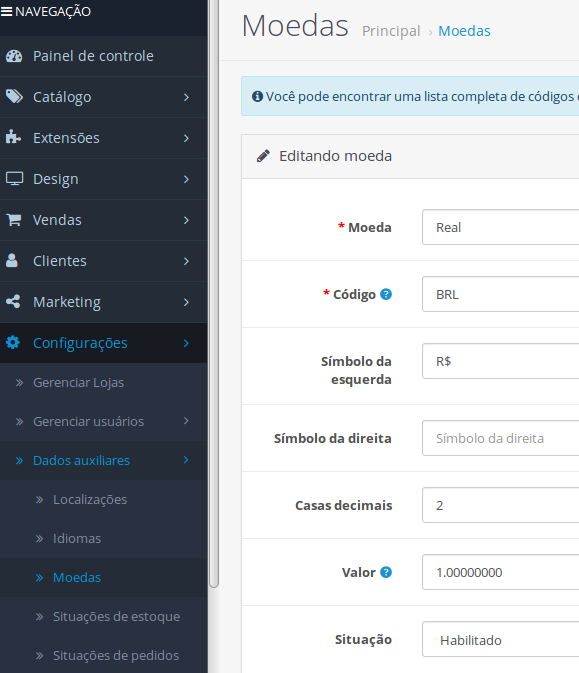 NAVEGAÇÃO
Painel de controle
Catálogo
Extensões
Design
Vendas
Clientes
Marketing
Configurações
Gerenciar Lojas
Gerenciar usuários
Dados auxiliares
Localizações
Idiomas
Moedas
Situações de estoque
Situações de pedidos
Moedas Principal › Moedas
Você pode encontrar uma lista completa de códigos
Editando moeda
* Moeda Real
* Código BRL
Símbolo da esquerda R$
Símbolo da direita Símbolo da direita
Casas decimais 2
Valor 1.00000000
Situação Habilitado